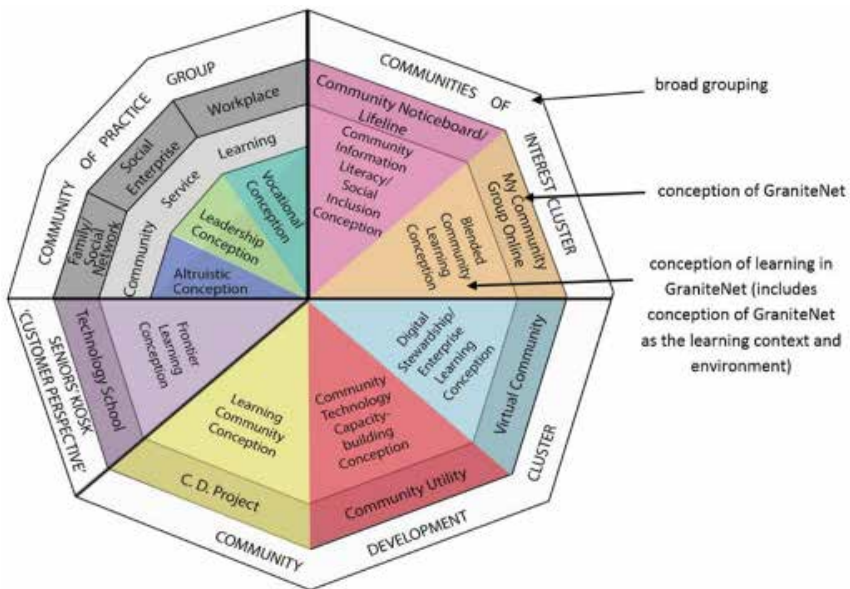 COMMUNITY OF PRACTICE GROUP
COMMUNITIES OF
INTEREST CLUSTER
Workplace
Social
Enterprise
Family/
Social
Network
Community Service Learning
Vocational
Conception
Leadership
Conception
Altruistic
Conception
Community Noticeboard/
Lifeline
Community
Information
Literacy/
Social
Inclusion
Conception
My Community
Group Online
Blended
Community
Learning
Conception
Virtual Community
Digital
Stewardship/
Enterprise
Learning
Conception
Community Utility
Community
Technology
Capacity-
building
Conception
C. D. Project
Learning
Community
Conception
Technology School
Frontier
Learning
Conception
SENIORS' KIOSK
'CUSTOMER PERSPECTIVE'
COMMUNITY
DEVELOPMENT
CLUSTER
broad grouping
conception of GraniteNet
conception of learning in
GraniteNet (includes
conception of GraniteNet
as the learning context and
environment)